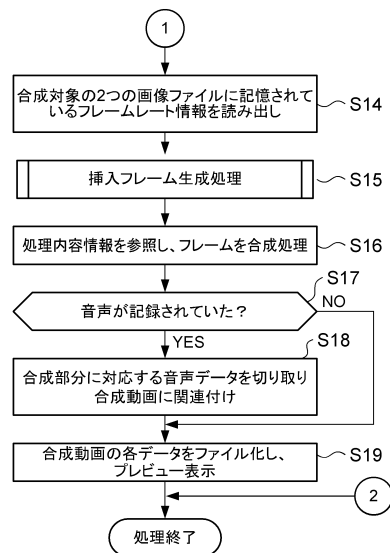 1
合成対象の2つの画像ファイルに記憶されて
いるフレームレート情報を読み出し
S14
挿入フレーム生成処理
S15
処理内容情報を参照し、フレームを合成処理
S16
音声が記録されていた？
S17
NO
YES
合成部分に対応する音声データを切り取り
合成動画に関連付け
S18
合成動画の各データをファイル化し、
プレビュー表示
S19
2
処理終了